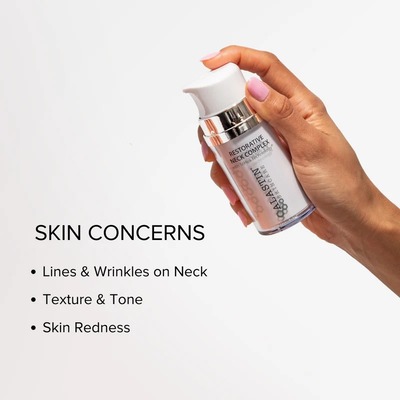 RESTORATIVE
NECK COMPLEX
ALASTIN
SKIN CONCERNS
• Lines & Wrinkles on Neck
• Texture & Tone
• Skin Redness